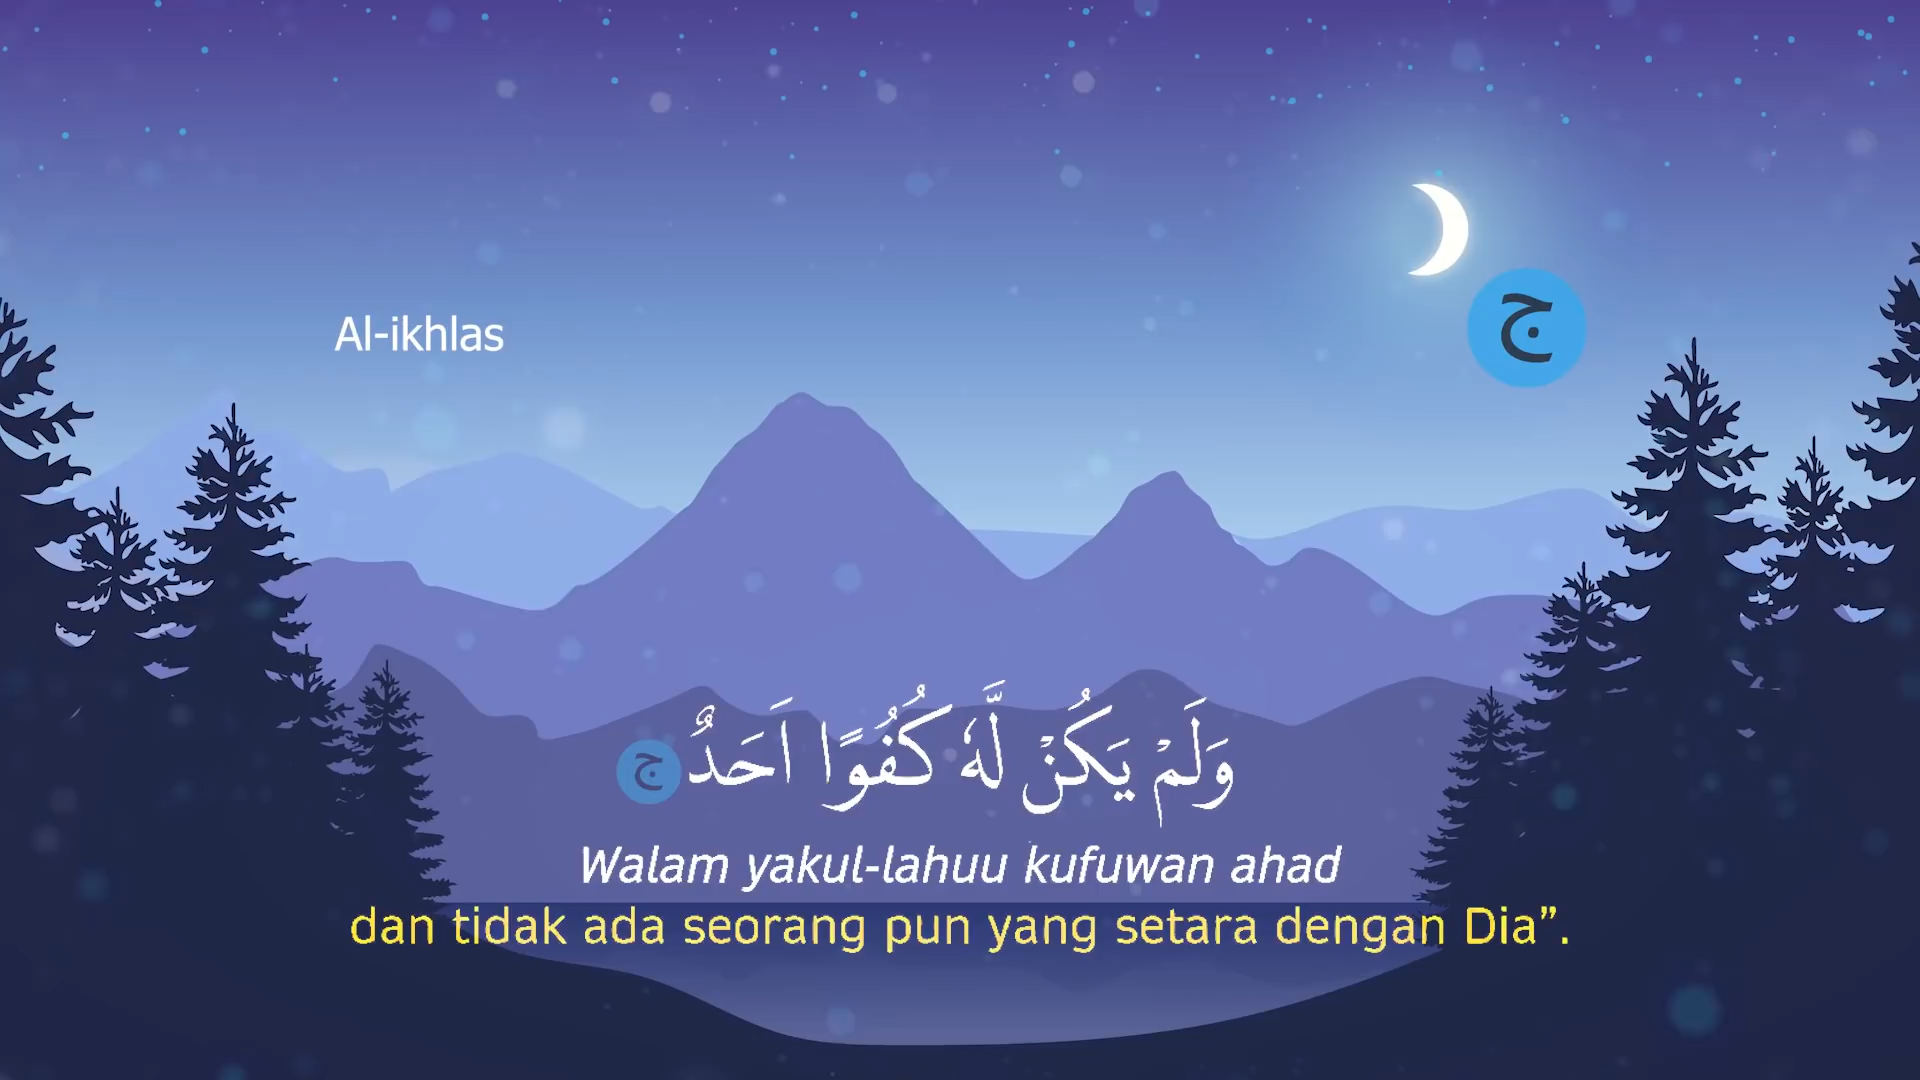 Al-ikhlas
ج
وَلَمْ يَكُنْ لَّهٗ كُفُوًا اَحَدٌ ج
Walam yakul-lahuu kufuwan ahad
dan tidak ada seorang pun yang setara dengan Dia”.